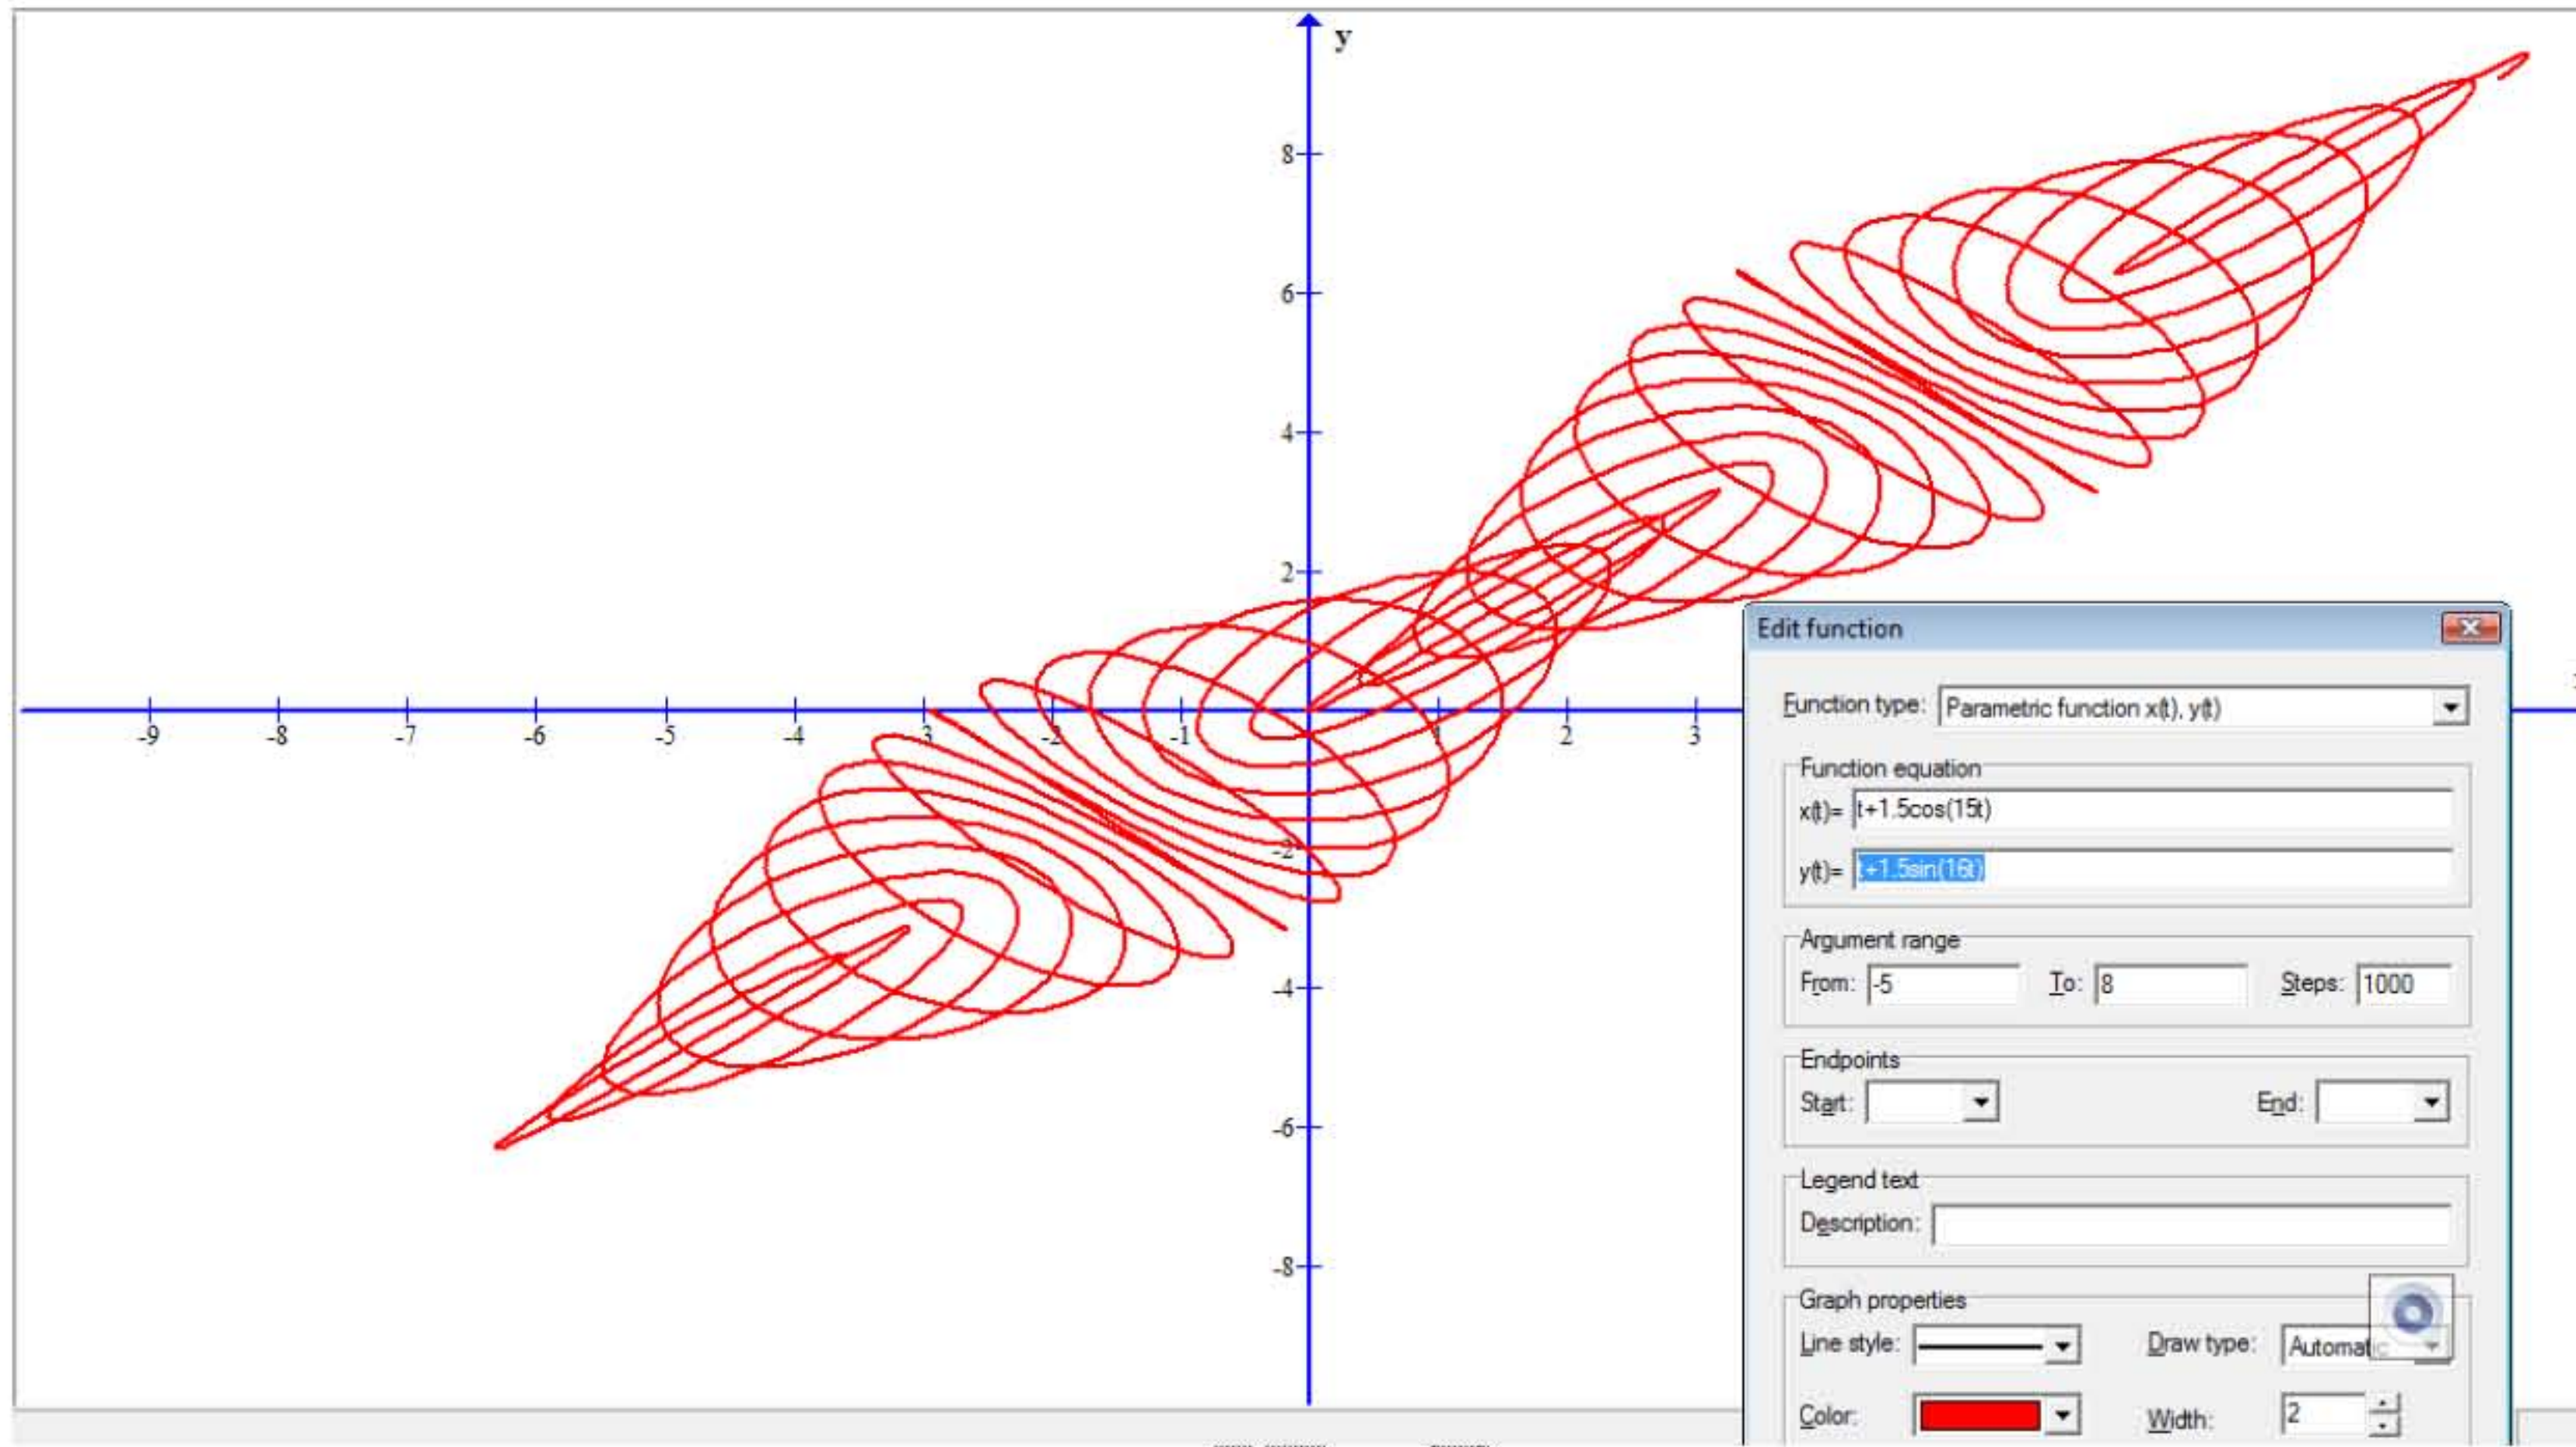 y
8
6
4
2
-9 -8 -7 -6 -5 -4 -3 -2 -1 1 2 3
-2
-4
-6
-8
Edit function
Function type: Parametric function x(t), y(t)
Function equation
x(t)= t+1.5cos(15t)
y(t)= t+1.5sin(16t)
Argument range
From: -5 To: 8 Steps: 1000
Endpoints
Start: End:
Legend text
Description:
Graph properties
Line style: Draw type:
Color: Width: 2